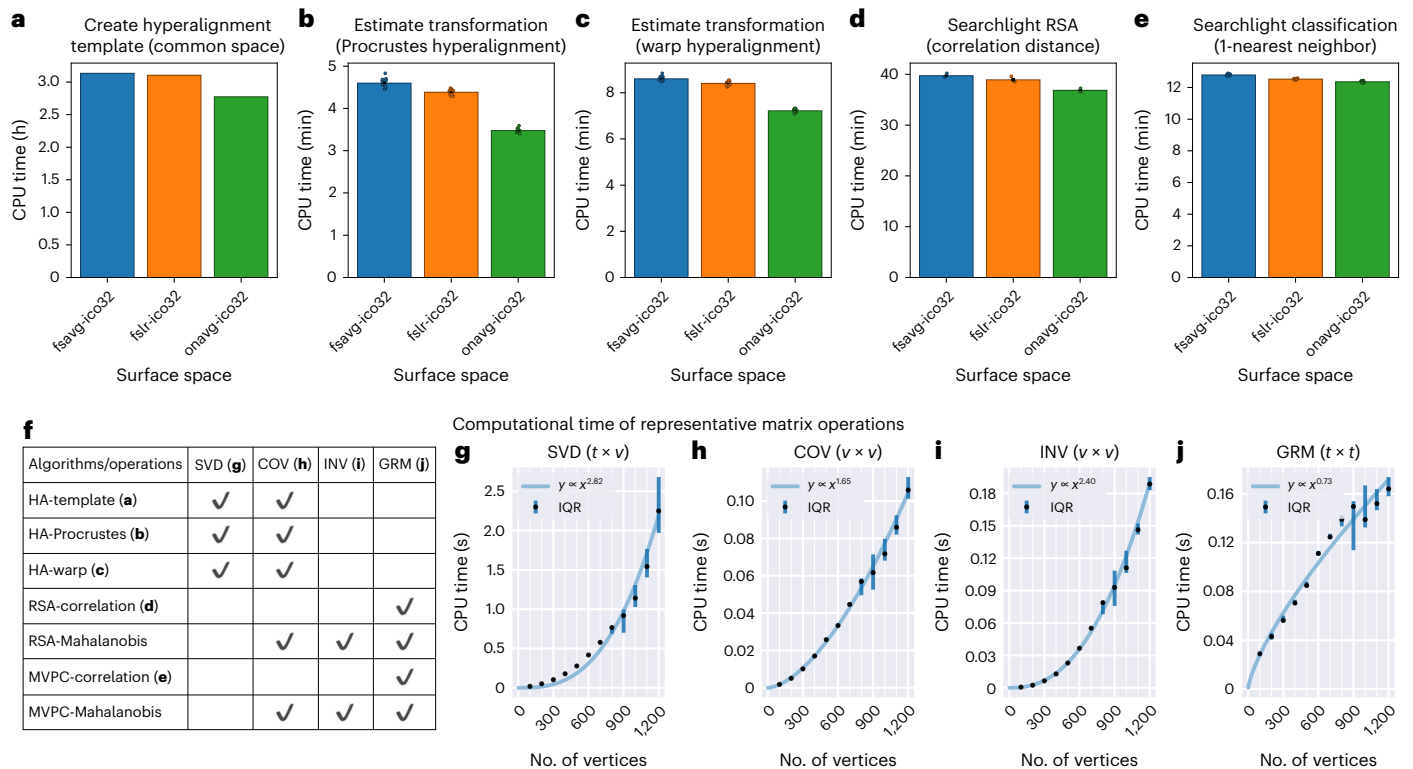 a
Create hyperalignment
template (common space)
CPU time (h)
3.0
2.5
2.0
1.5
1.0
0.5
0
fsavg-ico32
fslr-ico32
onavg-ico32
Surface space
b
Estimate transformation
(Procrustes hyperalignment)
CPU time (min)
5
4
3
2
1
0
fsavg-ico32
fslr-ico32
onavg-ico32
Surface space
c
Estimate transformation
(warp hyperalignment)
CPU time (min)
8
6
4
2
0
fsavg-ico32
fslr-ico32
onavg-ico32
Surface space
d
Searchlight RSA
(correlation distance)
CPU time (min)
40
30
20
10
0
fsavg-ico32
fslr-ico32
onavg-ico32
Surface space
e
Searchlight classification
(1-nearest neighbor)
CPU time (min)
12
10
8
6
4
2
0
fsavg-ico32
fslr-ico32
onavg-ico32
Surface space
f
Algorithms/operations SVD (g) COV (h) INV (i) GRM (j)
HA-template (a) ✓ ✓
HA-Procrustes (b) ✓ ✓
HA-warp (c) ✓ ✓
RSA-correlation (d) ✓
RSA-Mahalanobis ✓ ✓ ✓
MVPC-correlation (e) ✓
MVPC-Mahalanobis ✓ ✓ ✓
Computational time of representative matrix operations
g
SVD (t × v)
y ∝ x^2.82
IQR
CPU time (s)
2.5
2.0
1.5
1.0
0.5
0
0
300
600
900
1,200
No. of vertices
h
COV (v × v)
y ∝ x^1.65
IQR
CPU time (s)
0.10
0.08
0.06
0.04
0.02
0
0
300
600
900
1,200
No. of vertices
i
INV (v × v)
y ∝ x^2.40
IQR
CPU time (s)
0.18
0.15
0.12
0.09
0.06
0.03
0
0
300
600
900
1,200
No. of vertices
j
GRM (t × t)
y ∝ x^0.73
IQR
CPU time (s)
0.16
0.12
0.08
0.04
0
0
300
600
900
1,200
No. of vertices